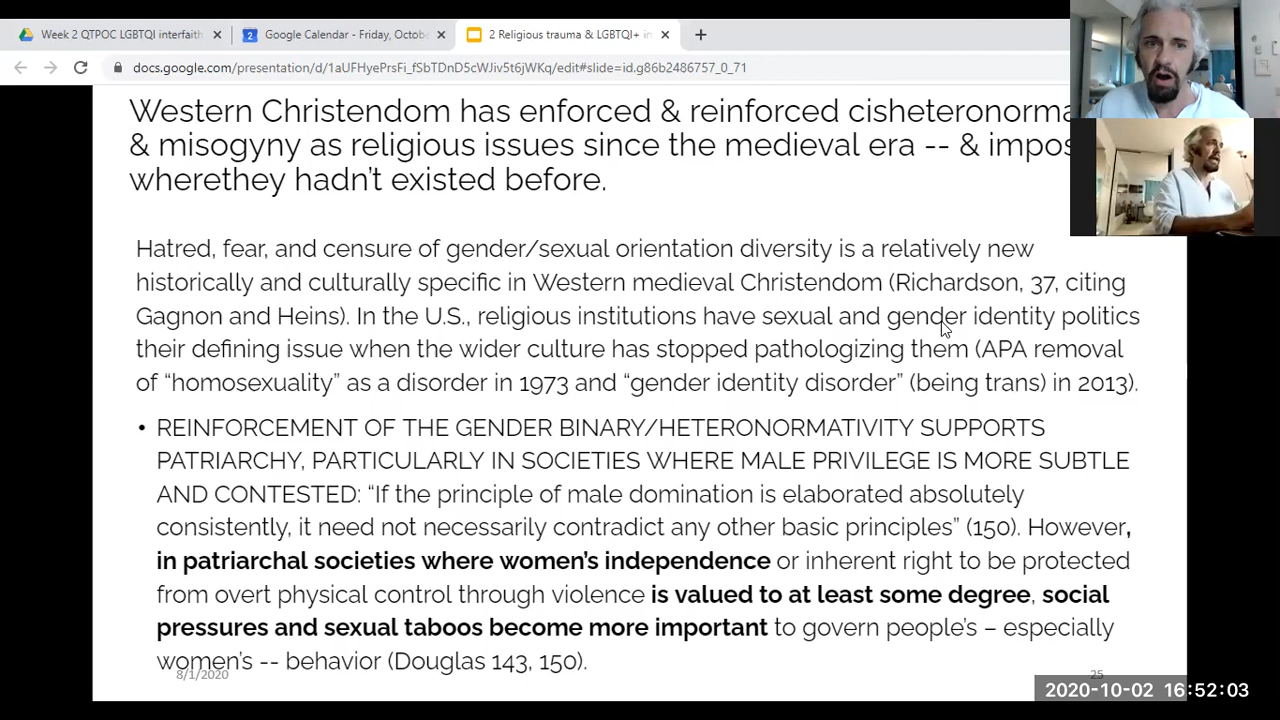 Week 2 QTPOC LGBTQI interfaith
Google Calendar - Friday, Octobe
2 Religious trauma & LGBTQI+ in
docs.google.com/presentation/d/1aUFHyePrsFi_fSbTDnD5cWJiv5t6jWKq/edit#slide=id.g86b2486757_0_71
Western Christendom has enforced & reinforced cisheteronorma
& misogyny as religious issues since the medieval era -- & impos
wherethey hadn't existed before.
Hatred, fear, and censure of gender/sexual orientation diversity is a relatively new
historically and culturally specific in Western medieval Christendom (Richardson, 37, citing
Gagnon and Heins). In the U.S., religious institutions have sexual and gender identity politics
their defining issue when the wider culture has stopped pathologizing them (APA removal
of "homosexuality" as a disorder in 1973 and "gender identity disorder" (being trans) in 2013).
• REINFORCEMENT OF THE GENDER BINARY/HETERONORMATIVITY SUPPORTS
PATRIARCHY, PARTICULARLY IN SOCIETIES WHERE MALE PRIVILEGE IS MORE SUBTLE
AND CONTESTED: "If the principle of male domination is elaborated absolutely
consistently, it need not necessarily contradict any other basic principles" (150). However,
in patriarchal societies where women's independence or inherent right to be protected
from overt physical control through violence is valued to at least some degree, social
pressures and sexual taboos become more important to govern people's – especially
women's -- behavior (Douglas 143, 150).
8/1/2020
25
2020-10-02 16:52:03